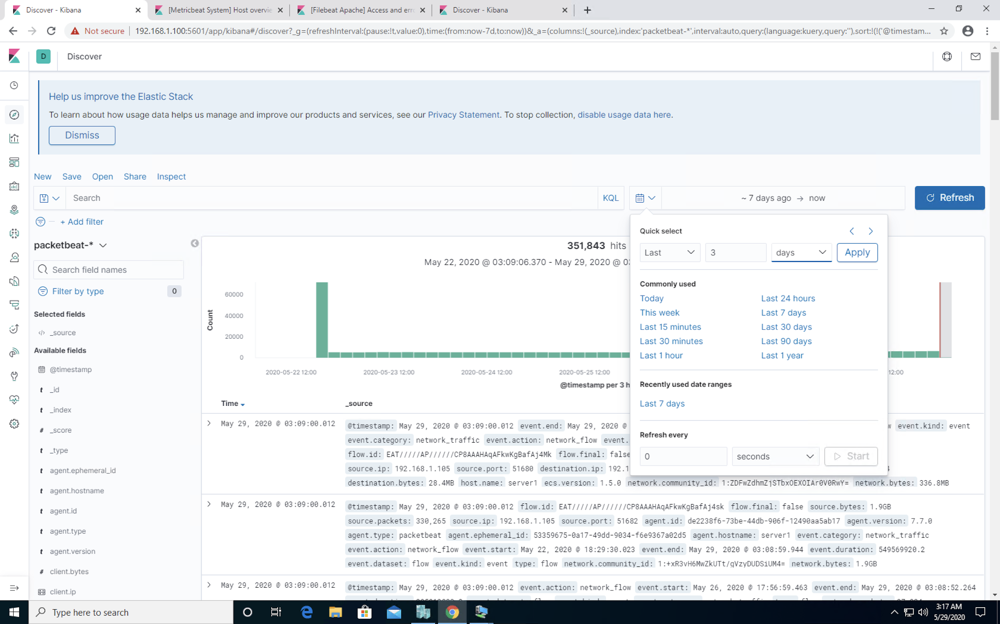 Discover - Kibana
[Metricbeat System] Host overvie
[Filebeat Apache] Access and erro
Discover - Kibana
Not secure
192.168.1.100:5601/app/kibana#/discover?_g=(refreshInterval:(pause:!t,value:0),time:(from:now-7d,to:now))&_a=(columns:!(_source),index:'packetbeat-*',interval:auto,query:(language:kuery,query:''),sort:!(!('@timestam...
D
Discover
Help us improve the Elastic Stack
To learn about how usage data helps us manage and improve our products and services, see our Privacy Statement. To stop collection, disable usage data here.
Dismiss
New Save Open Share Inspect
Search
KQL
~ 7 days ago → now
Refresh
+ Add filter
packetbeat-*
Search field names
Filter by type 0
Selected fields
</> _source
Available fields
@timestamp
t _id
t _index
# _score
t _type
t agent.ephemeral_id
t agent.hostname
t agent.id
t agent.type
t agent.version
# client.bytes
client.ip
351,843 hits
May 22, 2020 @ 03:09:06.370 - May 29, 2020 @ 0
Count
60000
40000
20000
0
2020-05-22 12:00
2020-05-23 12:00
2020-05-24 12:00
2020-05-25 12:00
12:00
@timestamp per 3 h
Quick select
Last 3 days Apply
Commonly used
Today Last 24 hours
This week Last 7 days
Last 15 minutes Last 30 days
Last 30 minutes Last 90 days
Last 1 hour Last 1 year
Recently used date ranges
Last 7 days
Refresh every
0 seconds Start
Time _source
May 29, 2020 @ 03:09:00.012
@timestamp: May 29, 2020 @ 03:09:00.012 event.end: May 29, 2020 @ event.kind: event
event.category: network_traffic event.action: network_flow event.
flow.id: EAT/////AP//////CP8AAAHAqAFkwKgBafAj4Mk flow.final: false
source.ip: 192.168.1.105 source.port: 51680 destination.ip: 192.1
destination.bytes: 28.4MB host.name: server1 ecs.version: 1.5.0 network.community_id: 1:ZDFwZdhmZjSTbxOEXOIAr0V0RwY= network.bytes: 336.8MB
May 29, 2020 @ 03:09:00.012
@timestamp: May 29, 2020 @ 03:09:00.012 flow.id: EAT/////AP//////CP8AAAHAqAFkwKgBafAj4sk flow.final: false source.bytes: 1.9GB
source.packets: 330,265 source.ip: 192.168.1.105 source.port: 51682 agent.id: de2238f6-73be-44db-906f-12490aa5ab17 agent.version: 7.7.0
agent.type: packetbeat agent.ephemeral_id: 53359675-0a17-49dd-9034-f6e9367a02d5 agent.hostname: server1 event.category: network_traffic
event.action: network_flow event.start: May 22, 2020 @ 18:29:30.023 event.end: May 29, 2020 @ 03:08:59.944 event.duration: 549569920.2
event.dataset: flow event.kind: event type: flow network.community_id: 1:+xR3vH6MwZkUTt/gVzyDUDSiUM4= network.bytes: 1.9GB
May 29, 2020 @ 03:09:00.012
@timestamp: May 29, 2020 @ 03:09:00.012 event.action: network_flow event.start: May 26, 2020 @ 17:56:59.463 event.end: May 29, 2020 @ 03:08:52.264
Type here to search
3:17 AM
5/29/2020